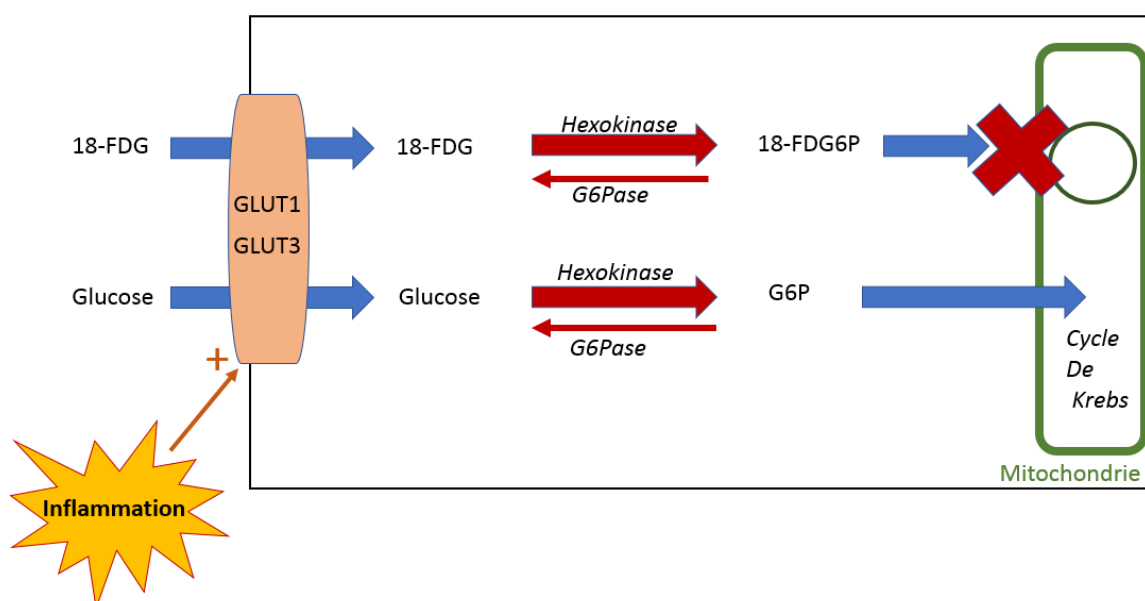 Hexokinase
18-FDG
18-FDG
18-FDG6P
G6Pase
GLUT1
GLUT3
Hexokinase
Glucose
Glucose
G6P
G6Pase
+
Cycle
De
Krebs
Mitochondrie
Inflammation